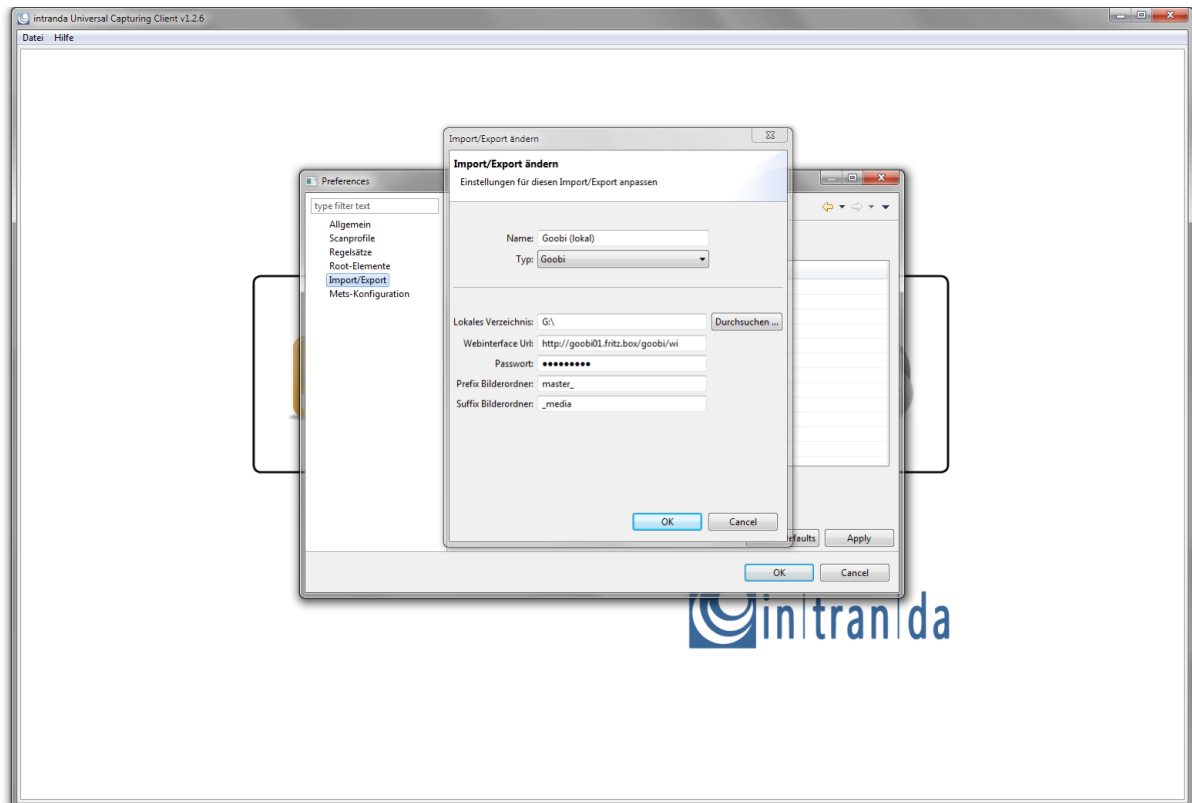 intranda Universal Capturing Client v1.2.6
Datei Hilfe
Import/Export ändern
Import/Export ändern
Einstellungen für diesen Import/Export anpassen
Name: Goobi (lokal)
Typ: Goobi
Lokales Verzeichnis: G:\ Durchsuchen ...
Webinterface Url: http://goobi01.fritz.box/goobi/wi
Passwort: •••••••••
Prefix Bilderordner: master_
Suffix Bilderordner: _media
OK Cancel
Preferences
type filter text
Allgemein
Scanprofile
Regelsätze
Root-Elemente
Import/Export
Mets-Konfiguration
Apply
OK Cancel
in|tran|da